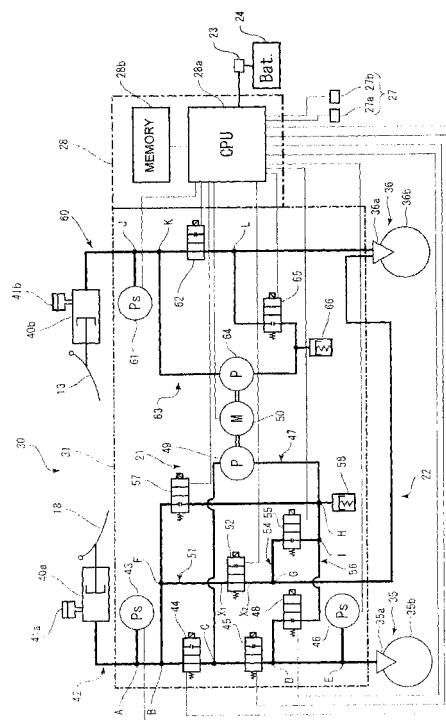 24
23
Bat.
28b
28a
MEMORY
CPU
27b
27a
27
28
60
J
K
L
36
36a
36b
41b
40b
13
Ps
61
62
65
66
64
63
P
M
50
P
49
47
30
31
21
57
58
22
18
F
51
52
55
54
H
I
56
G
X1
X2
40a
41a
43
Ps
44
45
48
46
Ps
35
35a
35b
42
A
B
C
D
E